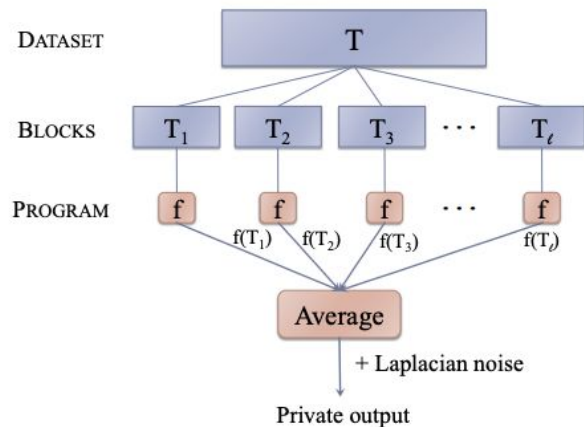 DATASET T
BLOCKS T₁ T₂ T₃ ··· Tℓ
PROGRAM f f f ··· f
f(T₁) f(T₂) f(T₃) f(Tℓ)
Average
+ Laplacian noise
Private output